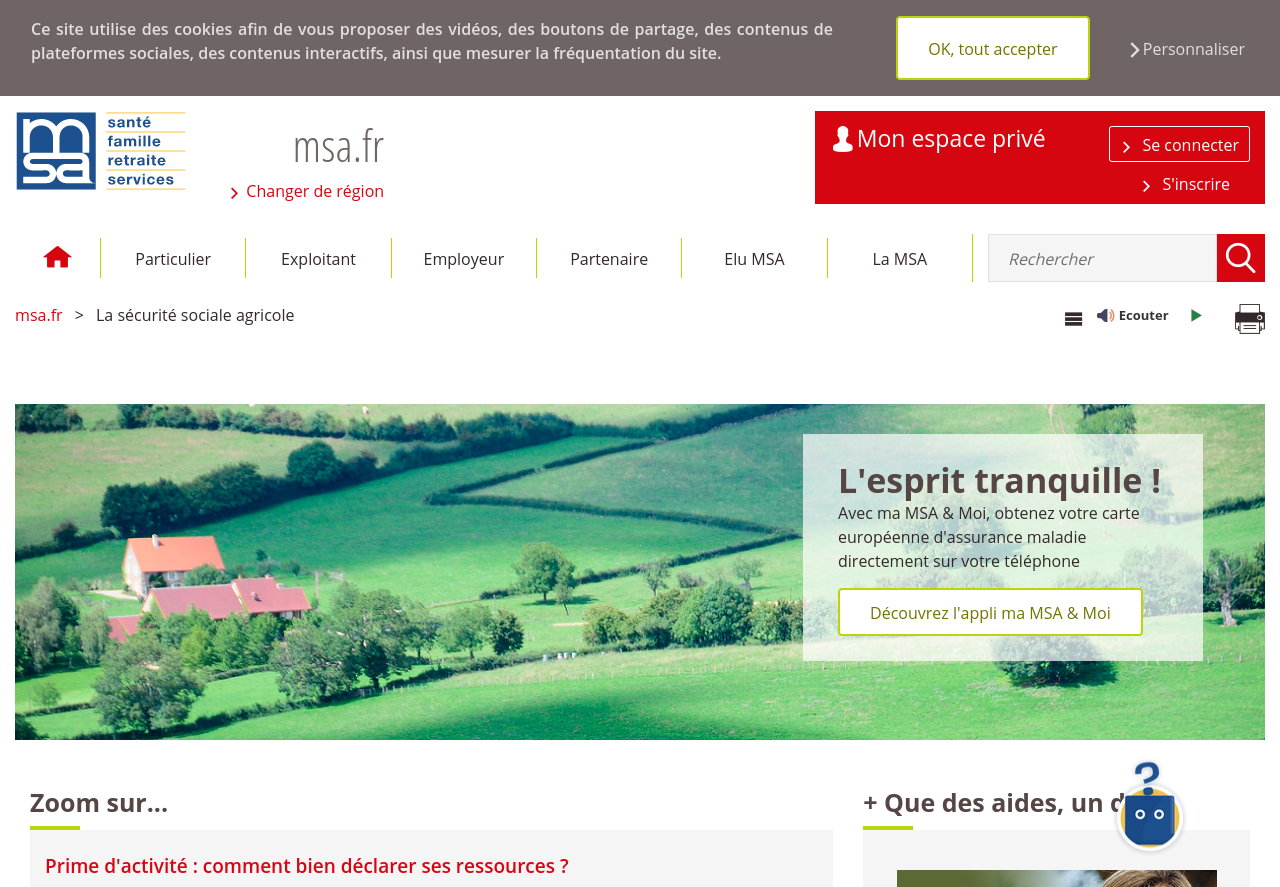 Ce site utilise des cookies afin de vous proposer des vidéos, des boutons de partage, des contenus de
plateformes sociales, des contenus interactifs, ainsi que mesurer la fréquentation du site.
OK, tout accepter
Personnaliser
msa
santé
famille
retraite
services
msa.fr
Changer de région
Mon espace privé
Se connecter
S'inscrire
Particulier
Exploitant
Employeur
Partenaire
Elu MSA
La MSA
Rechercher
msa.fr > La sécurité sociale agricole
Ecouter
L'esprit tranquille !
Avec ma MSA & Moi, obtenez votre carte
européenne d'assurance maladie
directement sur votre téléphone
Découvrez l'appli ma MSA & Moi
Zoom sur...
Prime d'activité : comment bien déclarer ses ressources ?
+ Que des aides, un
?